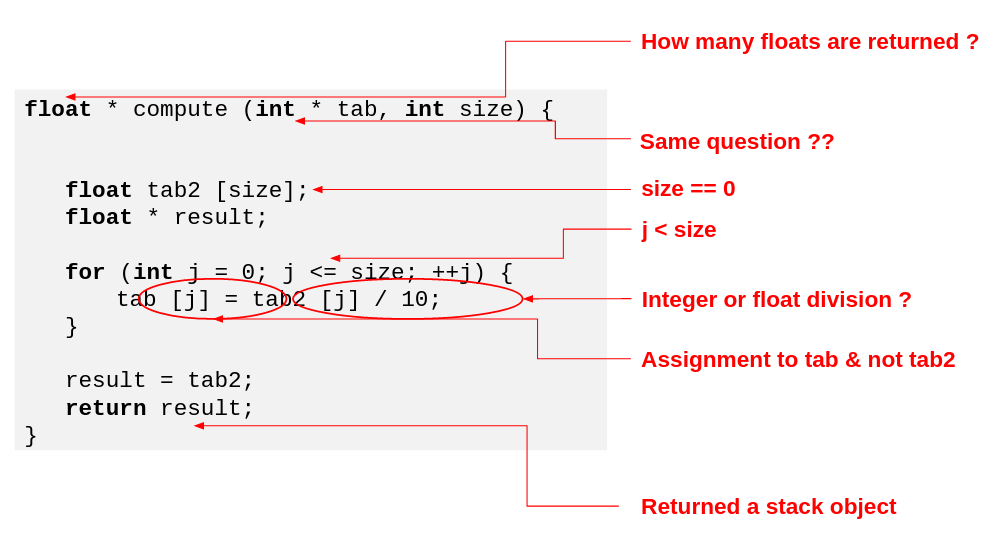 How many floats are returned ?
float * compute (int * tab, int size) {
Same question ??
float tab2 [size];
size == 0
float * result;
j < size
for (int j = 0; j <= size; ++j) {
tab [j] = tab2 [j] / 10;
Integer or float division ?
}
Assignment to tab & not tab2
result = tab2;
return result;
}
Returned a stack object